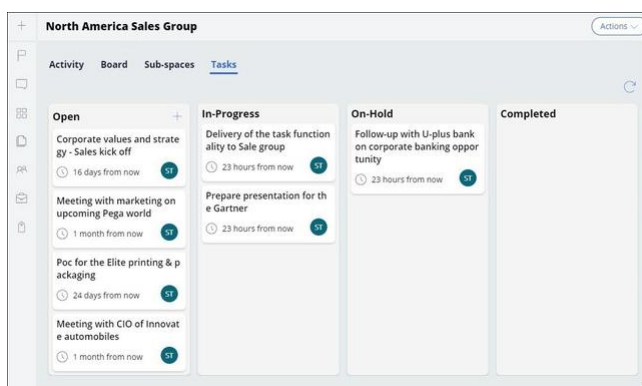 North America Sales Group
Actions
Activity Board Sub-spaces Tasks
Open
Corporate values and strate
gy - Sales kick off
16 days from now
ST
Meeting with marketing on
upcoming Pega world
1 month from now
ST
Poc for the Elite printing & p
ackaging
24 days from now
ST
Meeting with CIO of Innovat
e automobiles
1 month from now
ST
In-Progress
Delivery of the task function
ality to Sale group
23 hours from now
ST
Prepare presentation for th
e Gartner
23 hours from now
ST
On-Hold
Follow-up with U-plus bank
on corporate banking oppor
tunity
23 hours from now
ST
Completed